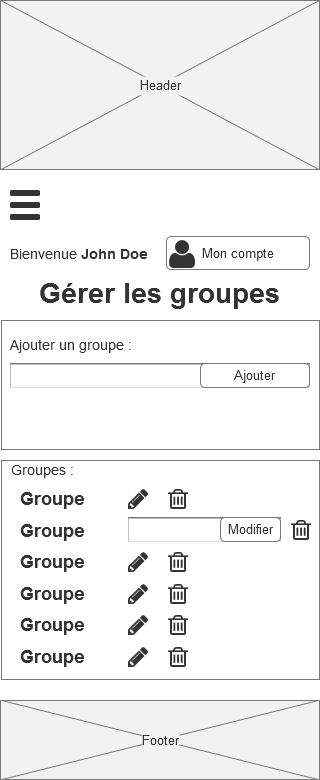 Header
Bienvenue John Doe
Mon compte
Gérer les groupes
Ajouter un groupe :
Ajouter
Groupes :
Groupe
Groupe
Modifier
Groupe
Groupe
Groupe
Groupe
Footer